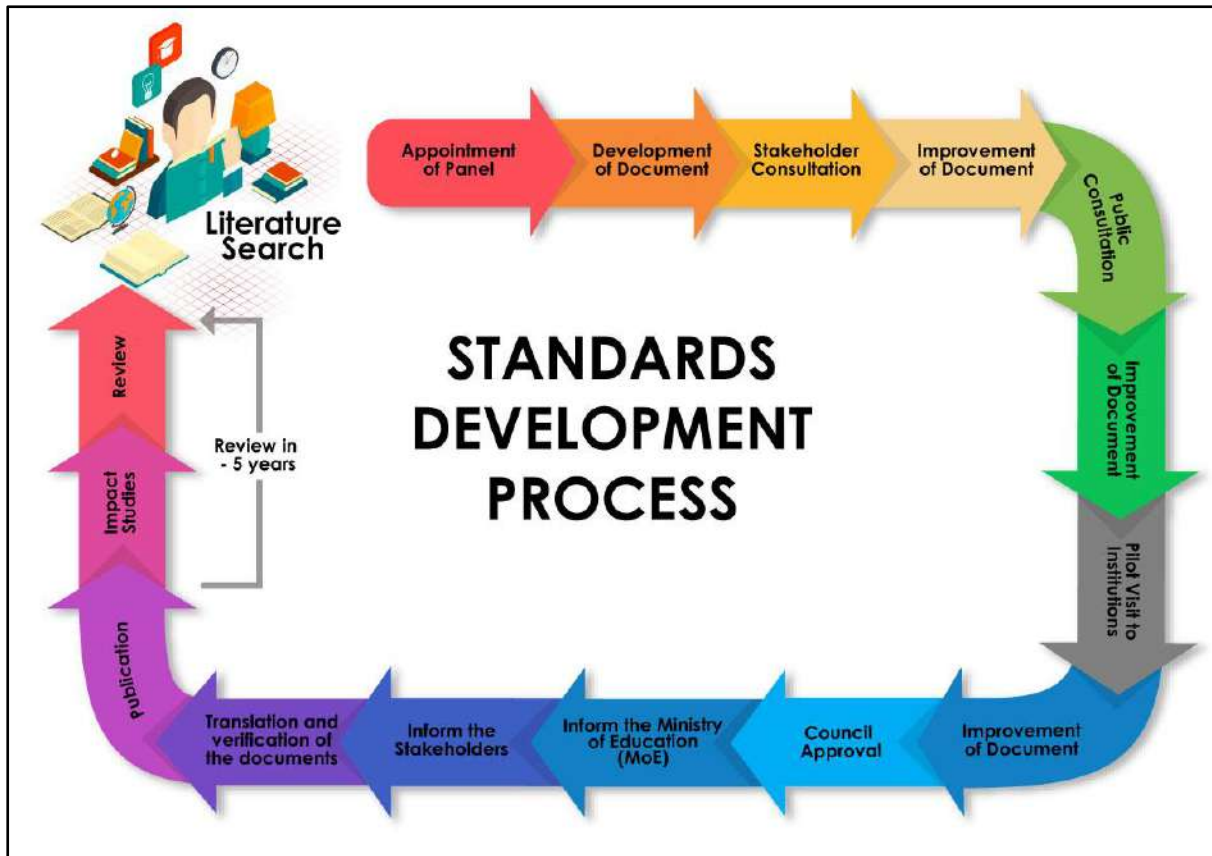 Literature
Search
Appointment
of Panel
Development
of Document
Stakeholder
Consultation
Improvement
of Document
Public
Consultation
Improvement
of Document
Pilot Visit to
Institutions
Improvement
of Document
Council
Approval
Inform the Ministry
of Education
(MoE)
Inform the
Stakeholders
Translation and
verification of
the documents
Publication
Impact
Studies
Review
Review in
- 5 years
STANDARDS
DEVELOPMENT
PROCESS